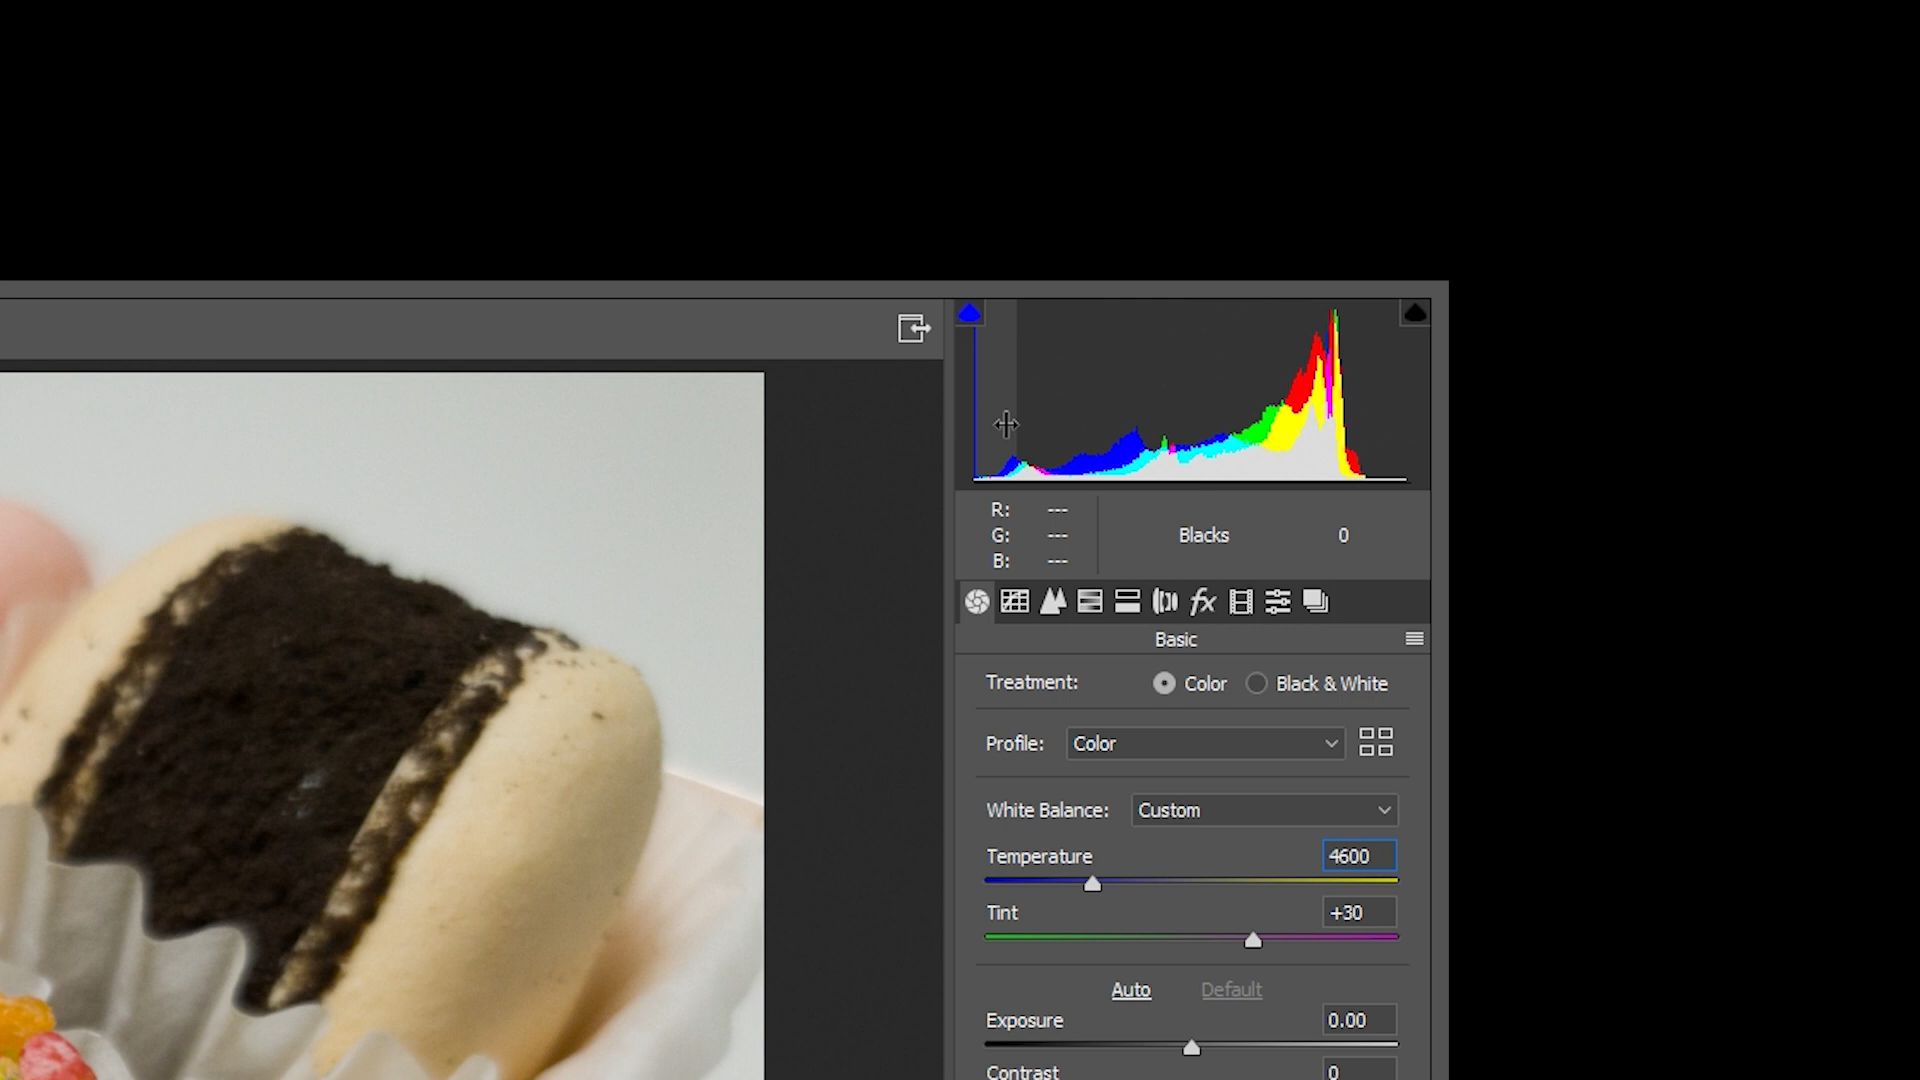 R: ---
G: --- Blacks 0
B: ---
fx
Basic
Treatment: Color Black & White
Profile: Color
White Balance: Custom
Temperature 4600
Tint +30
Auto Default
Exposure 0.00
Contrast 0